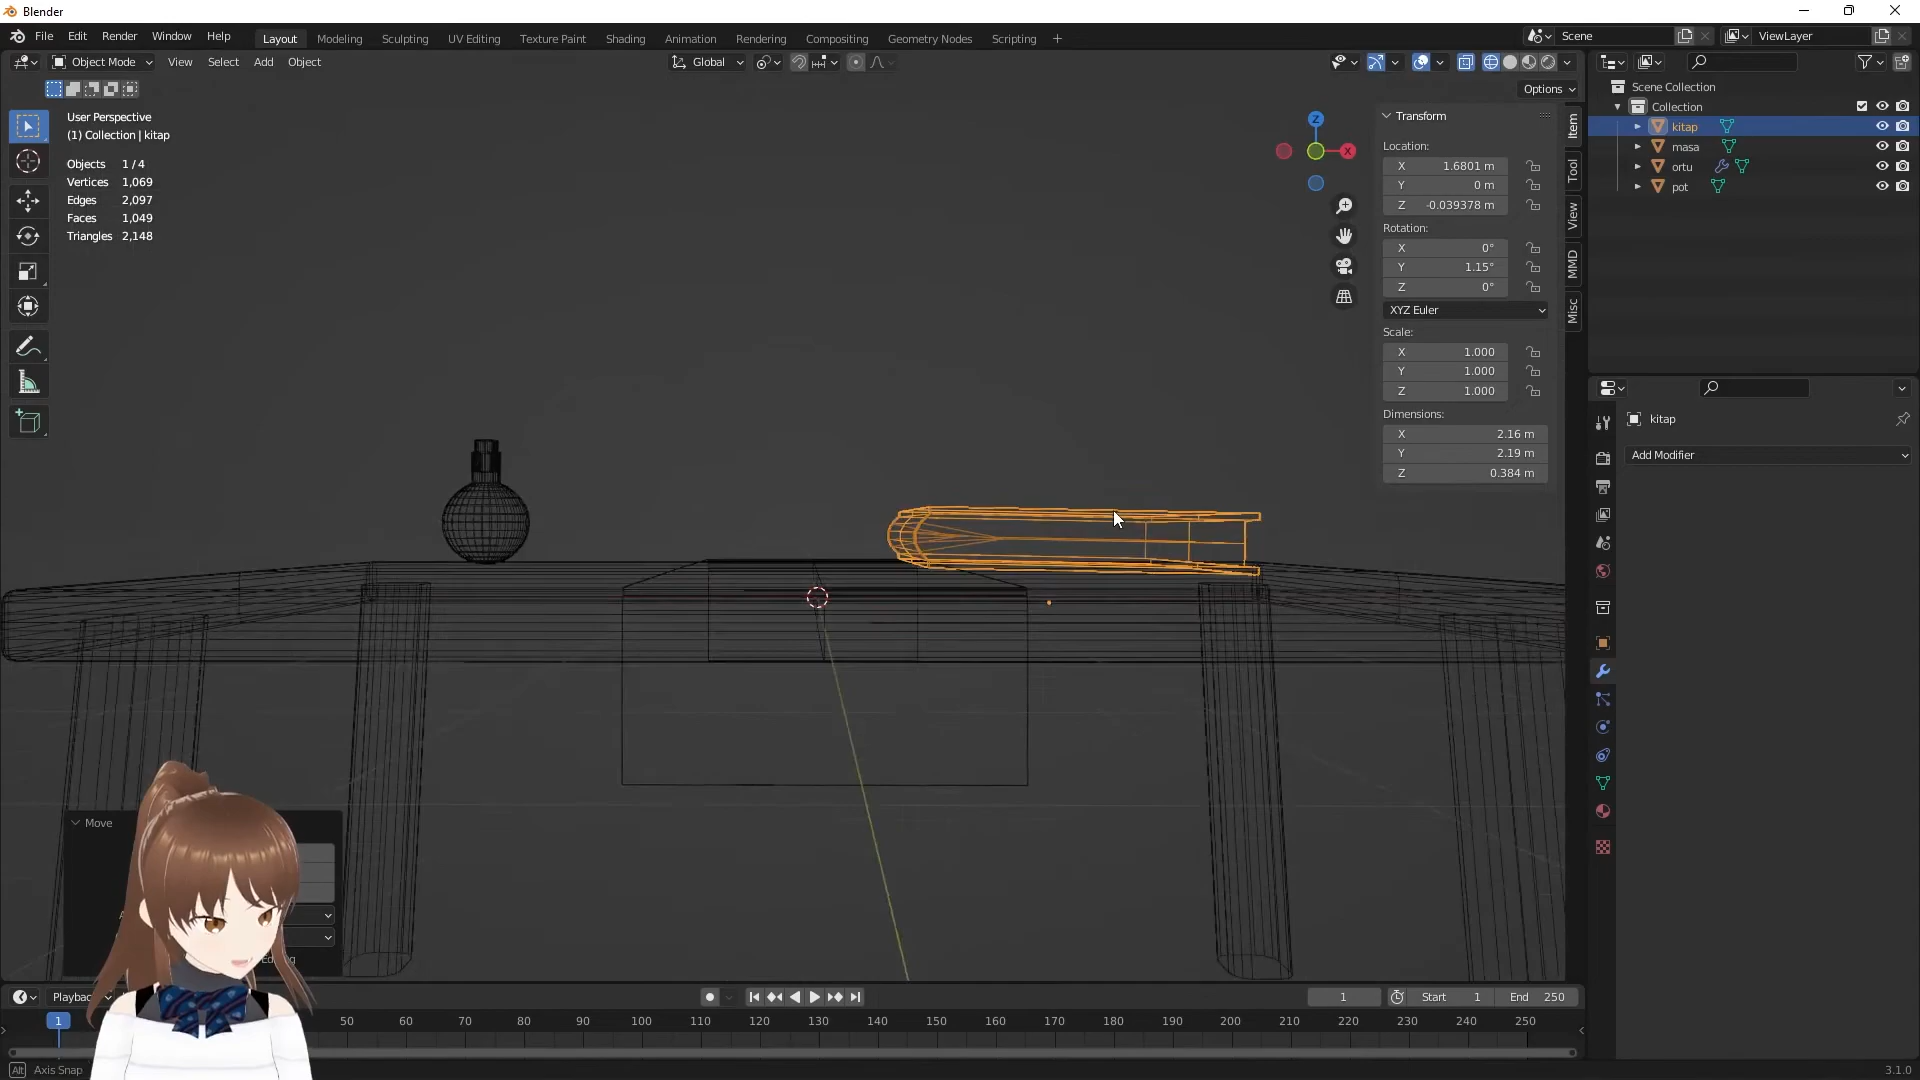 Blender
File Edit Render Window Help
Layout Modeling Sculpting UV Editing Texture Paint Shading Animation Rendering Compositing Geometry Nodes Scripting +
Scene
ViewLayer
Object Mode View Select Add Object
Global
Options
User Perspective
(1) Collection | kitap
Objects 1 / 4
Vertices 1,069
Edges 2,097
Faces 1,049
Triangles 2,148
Z
X
Transform
Location:
X 1.6801 m
Y 0 m
Z -0.039378 m
Rotation:
X 0°
Y 1.15°
Z 0°
XYZ Euler
Scale:
X 1.000
Y 1.000
Z 1.000
Dimensions:
X 2.16 m
Y 2.19 m
Z 0.384 m
Item
Tool
View
MMD
Misc
Scene Collection
Collection
kitap
masa
ortu
pot
kitap
Add Modifier
Move
Playbac
1
Start 1
End 250
1 50 60 70 80 90 100 110 120 130 140 150 160 170 180 190 200 210 220 230 240 250
Alt Axis Snap
3.1.0